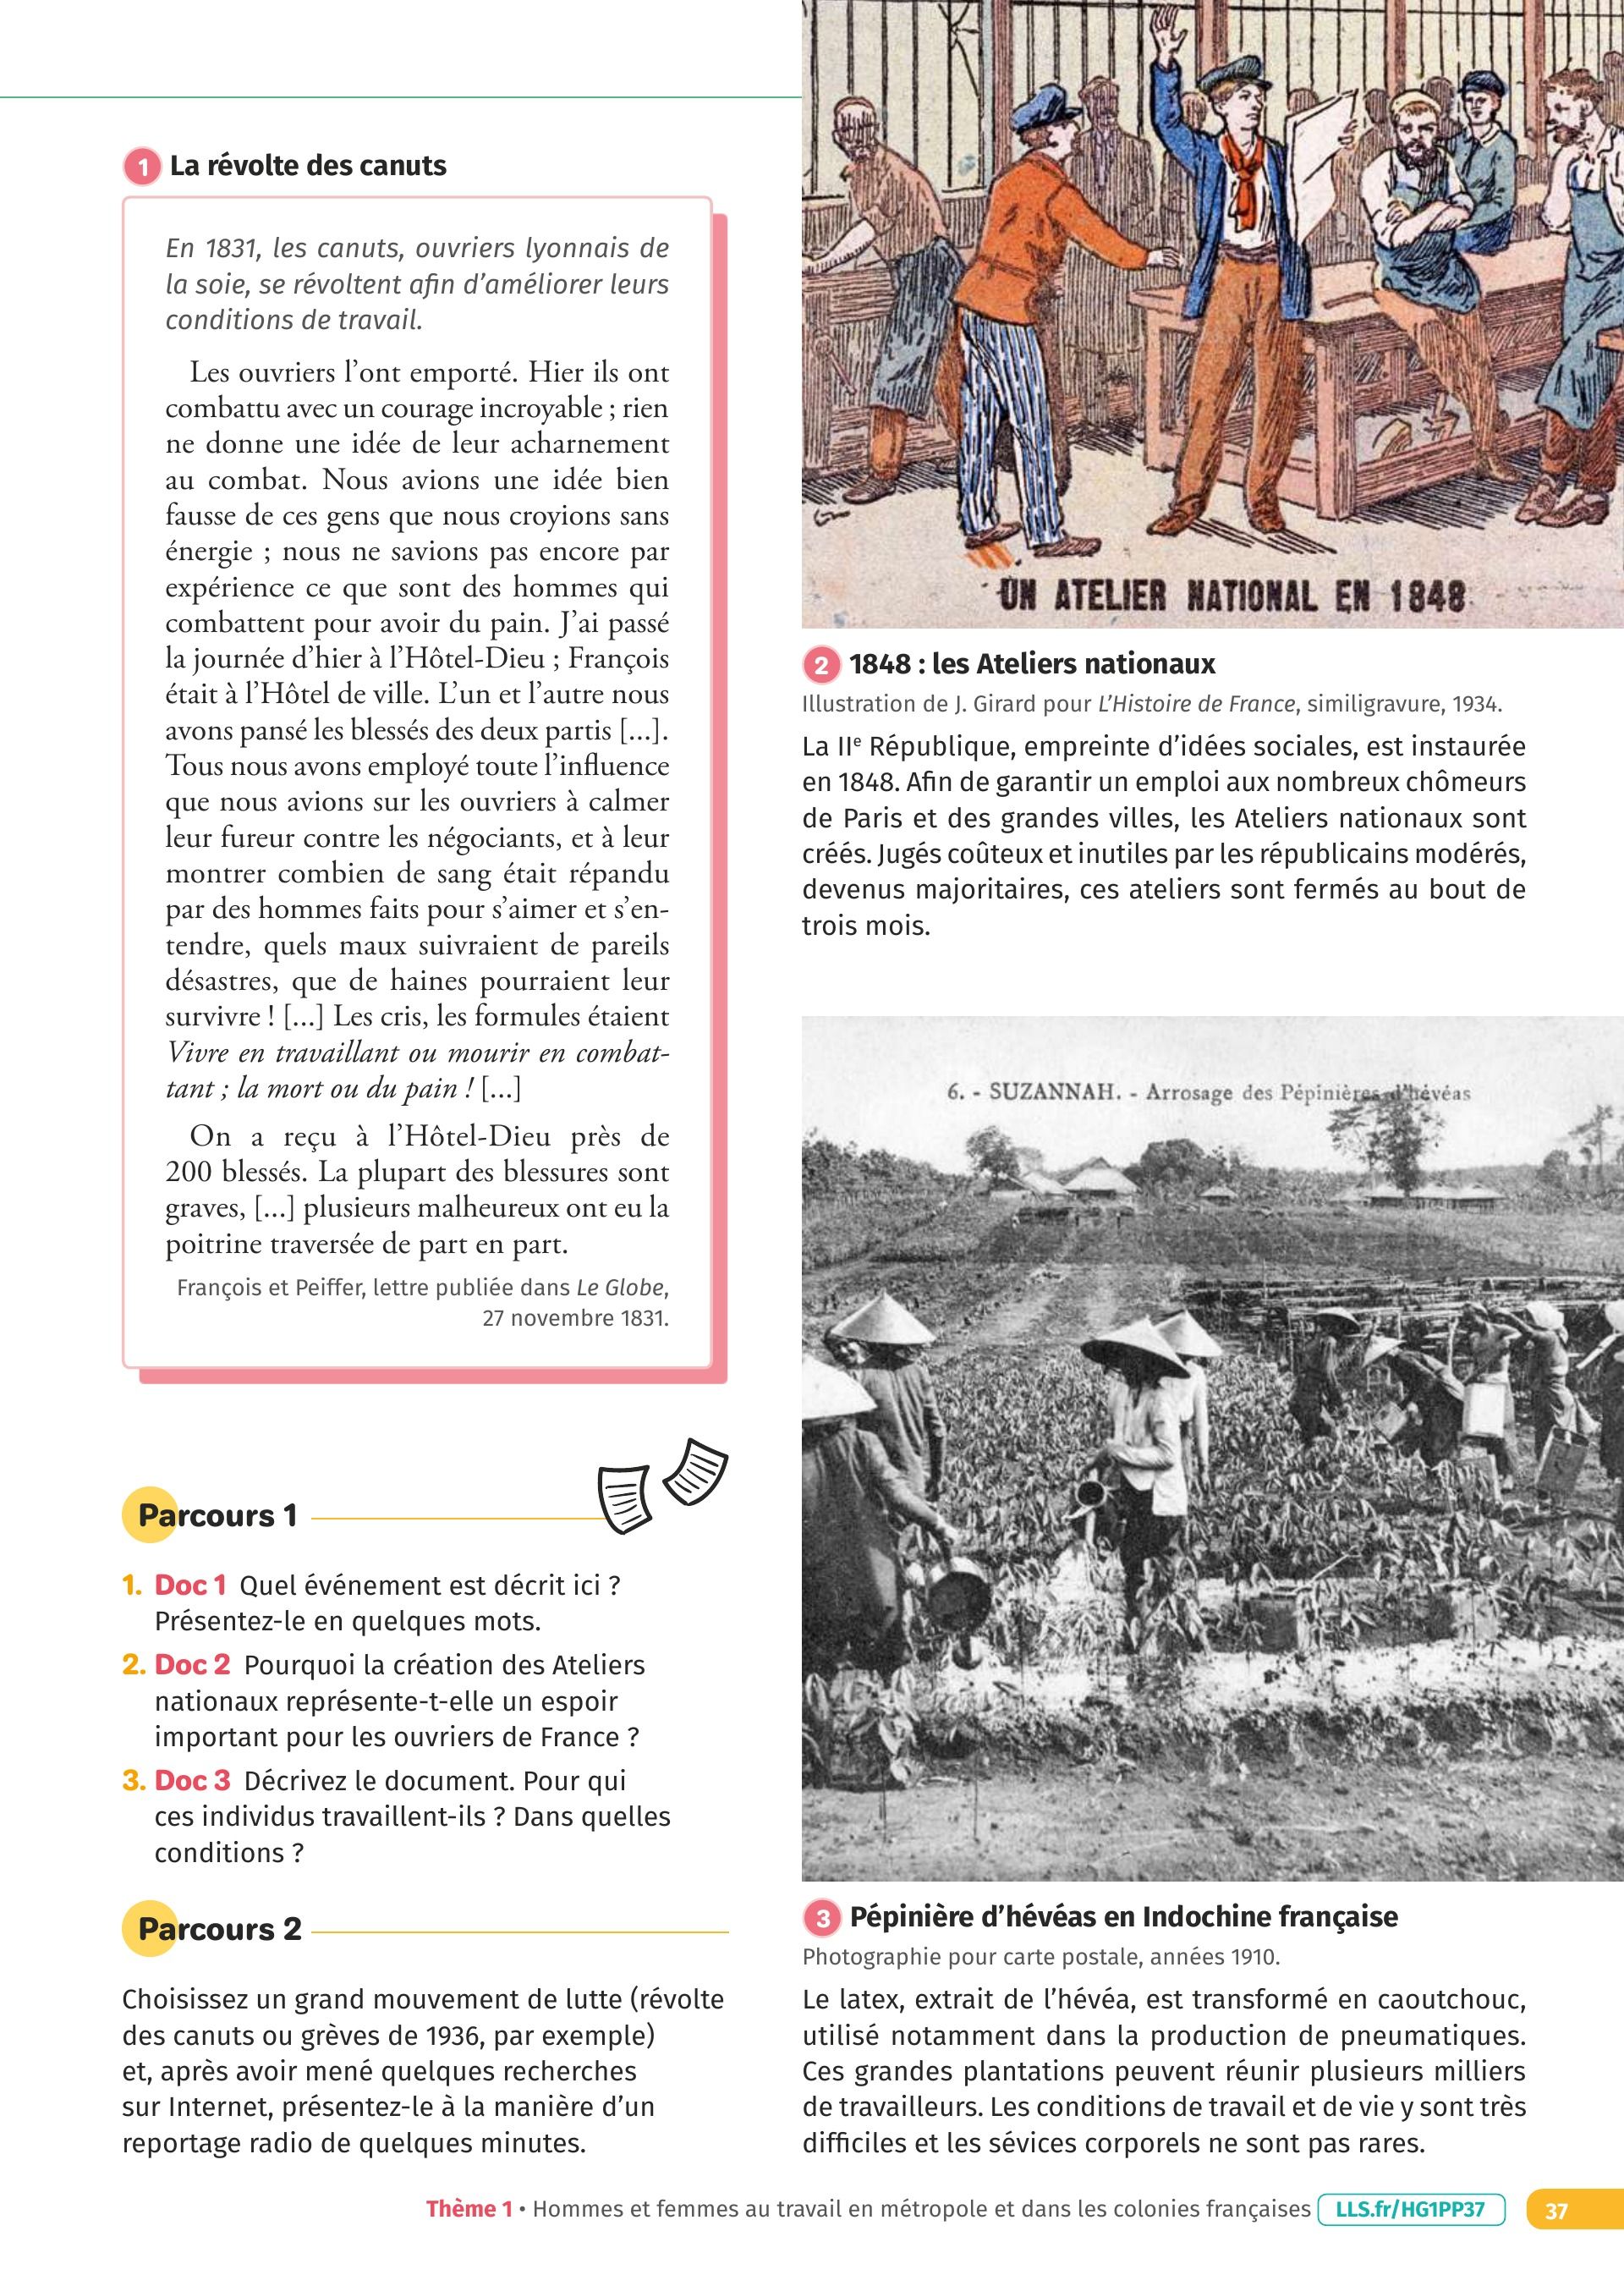 1 La révolte des canuts
En 1831, les canuts, ouvriers lyonnais de
la soie, se révoltent afin d’améliorer leurs
conditions de travail.
Les ouvriers l’ont emporté. Hier ils ont
combattu avec un courage incroyable ; rien
ne donne une idée de leur acharnement
au combat. Nous avions une idée bien
fausse de ces gens que nous croyions sans
énergie ; nous ne savions pas encore par
expérience ce que sont des hommes qui
combattent pour avoir du pain. J’ai passé
la journée d’hier à l’Hôtel-Dieu ; François
était à l’Hôtel de ville. L’un et l’autre nous
avons pansé les blessés des deux partis [...].
Tous nous avons employé toute l’influence
que nous avions sur les ouvriers à calmer
leur fureur contre les négociants, et à leur
montrer combien de sang était répandu
par des hommes faits pour s’aimer et s’en-
tendre, quels maux suivraient de pareils
désastres, que de haines pourraient leur
survivre ! [...] Les cris, les formules étaient
Vivre en travaillant ou mourir en combat-
tant ; la mort ou du pain ! [...]
On a reçu à l’Hôtel-Dieu près de
200 blessés. La plupart des blessures sont
graves, [...] plusieurs malheureux ont eu la
poitrine traversée de part en part.
François et Peiffer, lettre publiée dans Le Globe,
27 novembre 1831.
Parcours 1
1. Doc 1 Quel événement est décrit ici ?
Présentez-le en quelques mots.
2. Doc 2 Pourquoi la création des Ateliers
nationaux représente-t-elle un espoir
important pour les ouvriers de France ?
3. Doc 3 Décrivez le document. Pour qui
ces individus travaillent-ils ? Dans quelles
conditions ?
Parcours 2
Choisissez un grand mouvement de lutte (révolte
des canuts ou grèves de 1936, par exemple)
et, après avoir mené quelques recherches
sur Internet, présentez-le à la manière d’un
reportage radio de quelques minutes.
UN ATELIER NATIONAL EN 1848
2 1848 : les Ateliers nationaux
Illustration de J. Girard pour L’Histoire de France, similigravure, 1934.
La IIe République, empreinte d’idées sociales, est instaurée
en 1848. Afin de garantir un emploi aux nombreux chômeurs
de Paris et des grandes villes, les Ateliers nationaux sont
créés. Jugés coûteux et inutiles par les républicains modérés,
devenus majoritaires, ces ateliers sont fermés au bout de
trois mois.
6. - SUZANNAH. - Arrosage des Pépinières d’hévéas
3 Pépinière d’hévéas en Indochine française
Photographie pour carte postale, années 1910.
Le latex, extrait de l’hévéa, est transformé en caoutchouc,
utilisé notamment dans la production de pneumatiques.
Ces grandes plantations peuvent réunir plusieurs milliers
de travailleurs. Les conditions de travail et de vie y sont très
difficiles et les sévices corporels ne sont pas rares.
Thème 1 • Hommes et femmes au travail en métropole et dans les colonies françaises LLS.fr/HG1PP37 37